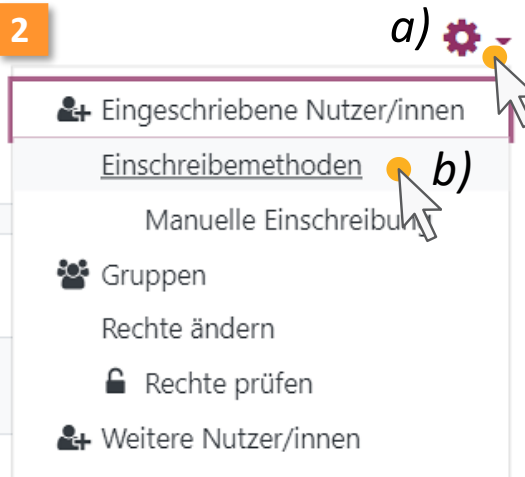 2
a)
Eingeschriebene Nutzer/innen
Einschreibemethoden b)
Manuelle Einschreibung
Gruppen
Rechte ändern
Rechte prüfen
Weitere Nutzer/innen